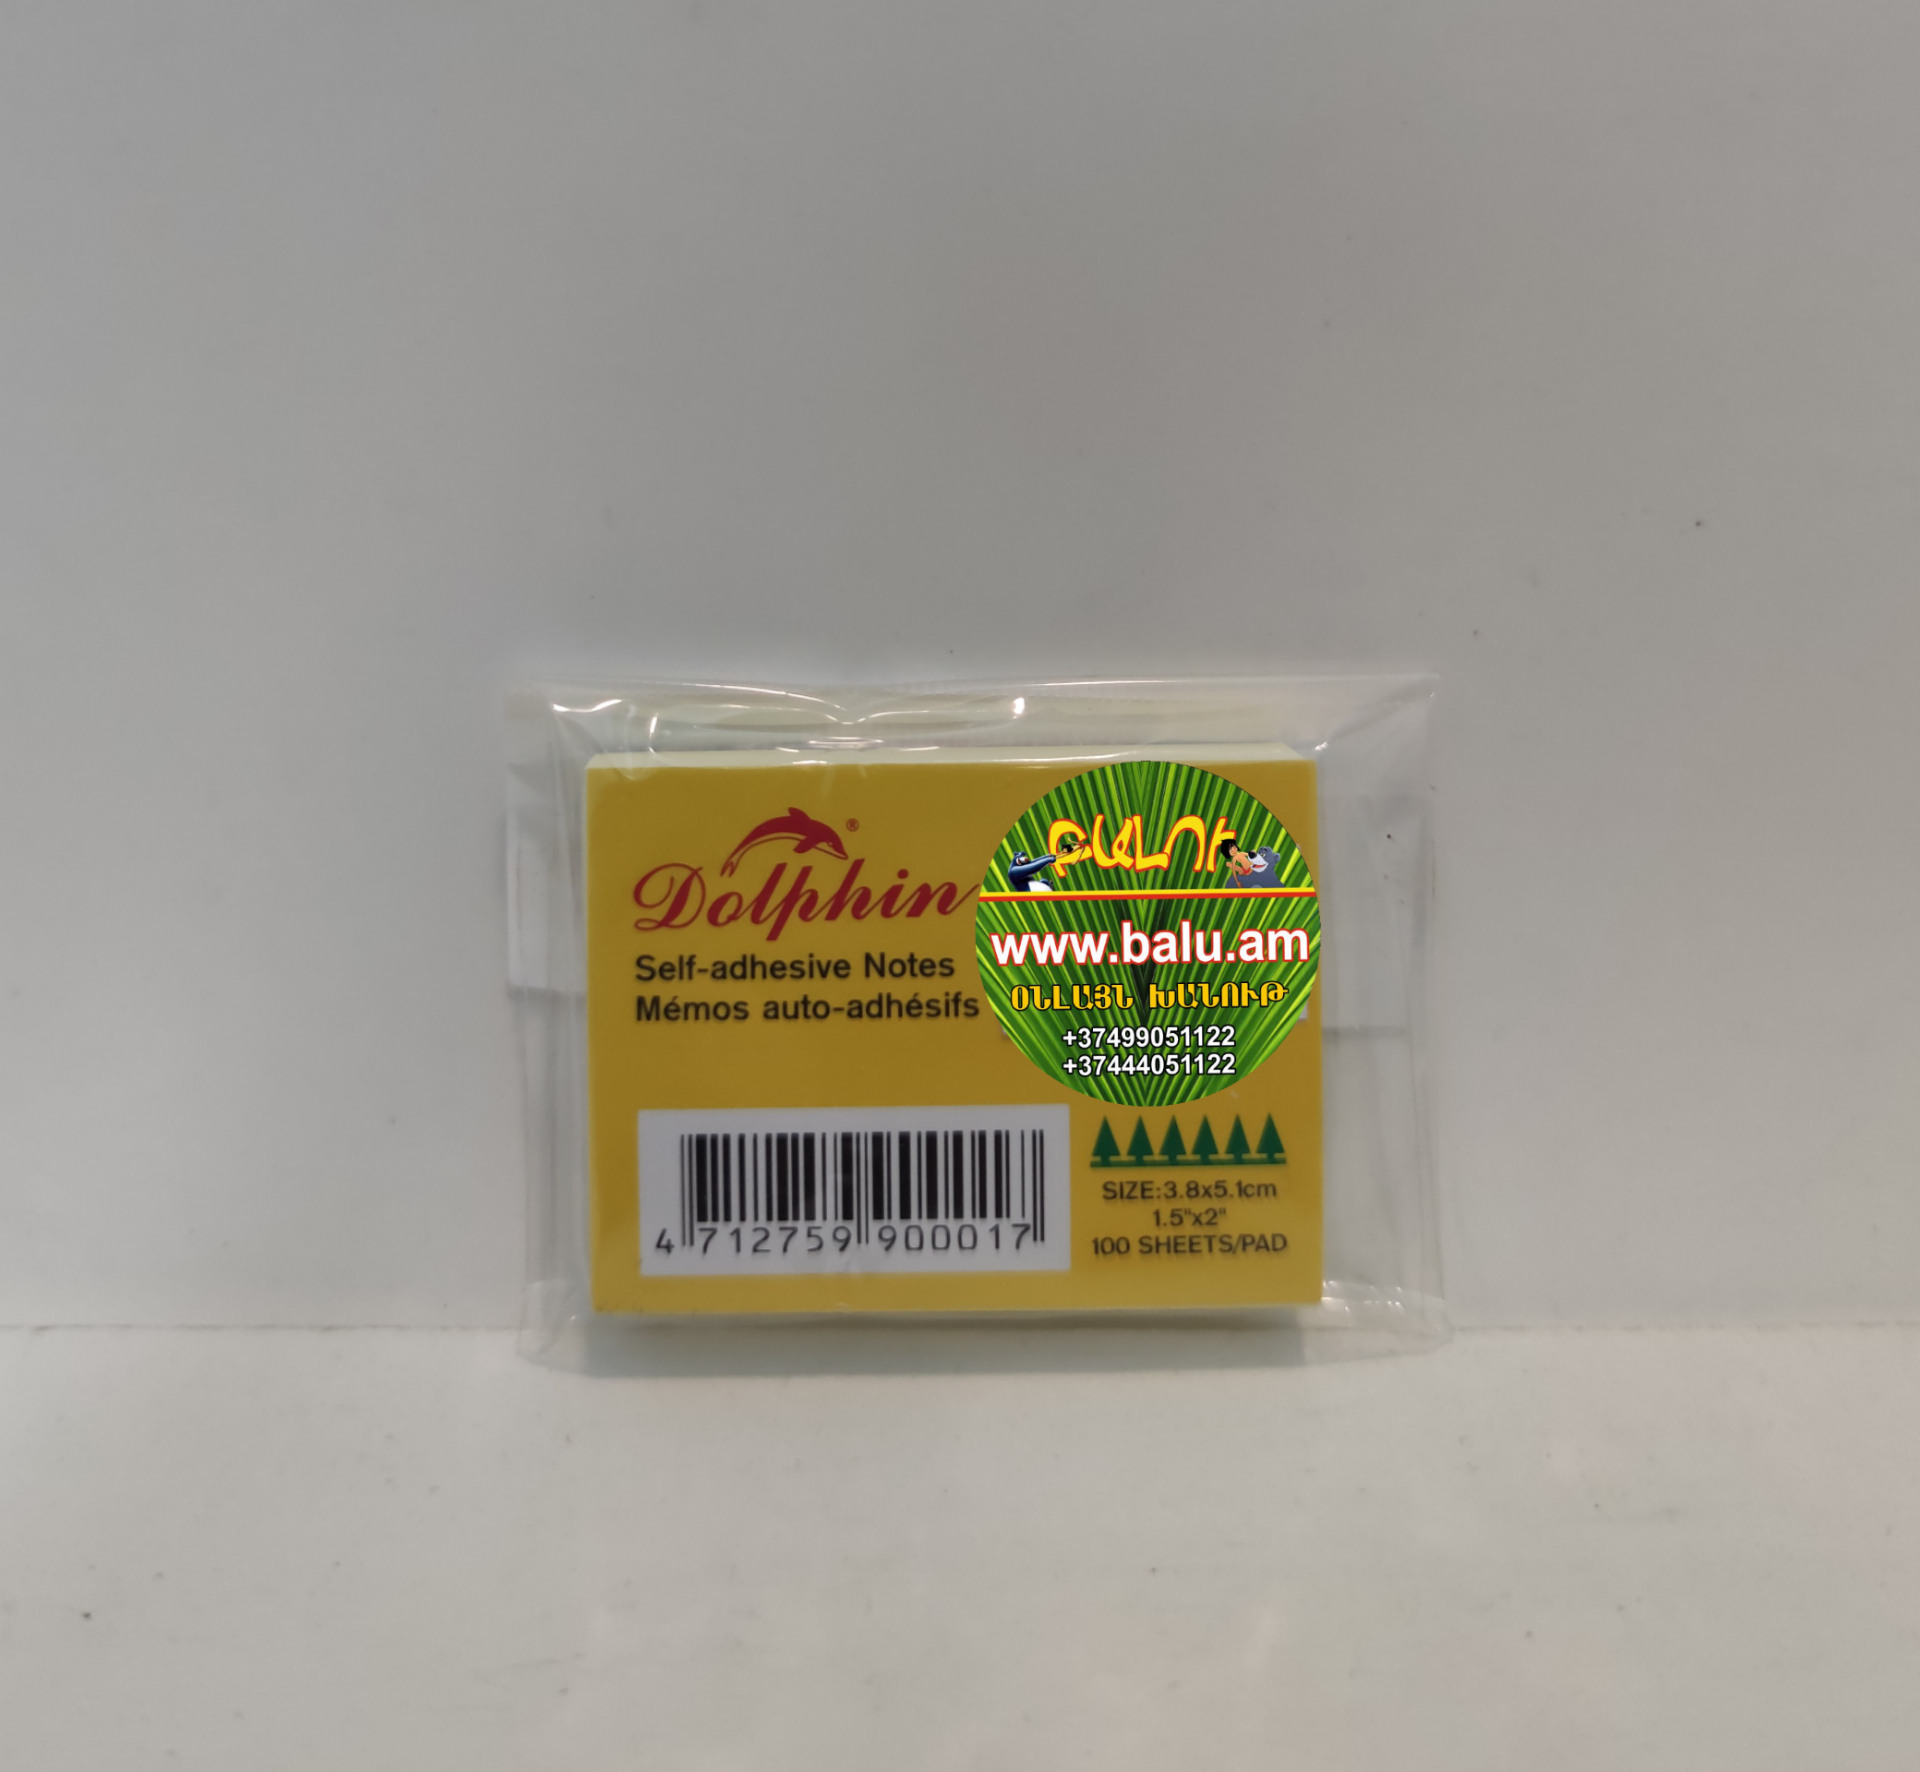 Dolphin®
Self-adhesive Notes
Mémos auto-adhésifs
ԲԱԼՈՒ
www.balu.am
ՕՆԼԱՅՆ ԽԱՆՈՒԹ
+37499051122
+37444051122
4 712759 900017
SIZE:3.8x5.1cm
1.5"x2"
100 SHEETS/PAD